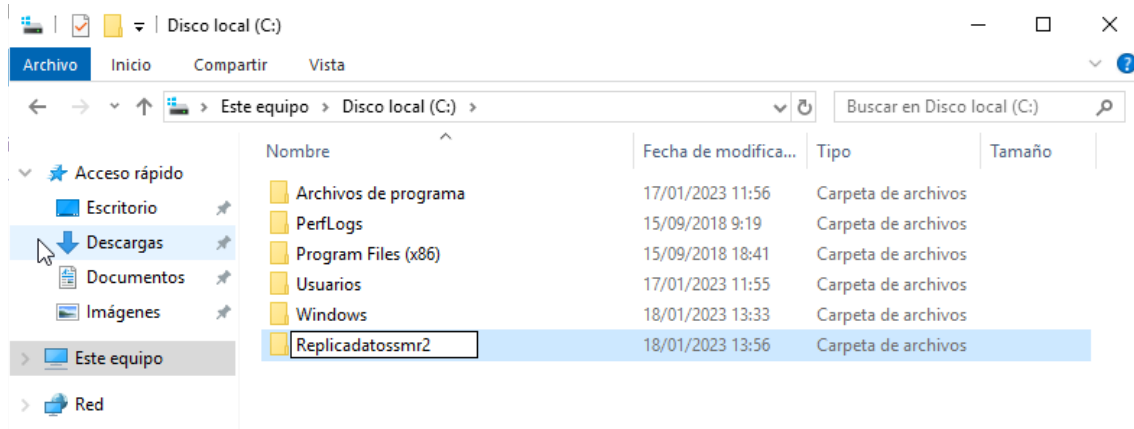 Disco local (C:)
Archivo Inicio Compartir Vista
Este equipo > Disco local (C:) > Buscar en Disco local (C:)
Nombre Fecha de modifica... Tipo Tamaño
Acceso rápido
Escritorio
Descargas
Documentos
Imágenes
Este equipo
Red
Archivos de programa 17/01/2023 11:56 Carpeta de archivos
PerfLogs 15/09/2018 9:19 Carpeta de archivos
Program Files (x86) 15/09/2018 18:41 Carpeta de archivos
Usuarios 17/01/2023 11:55 Carpeta de archivos
Windows 18/01/2023 13:33 Carpeta de archivos
Replicadatossmr2 18/01/2023 13:56 Carpeta de archivos